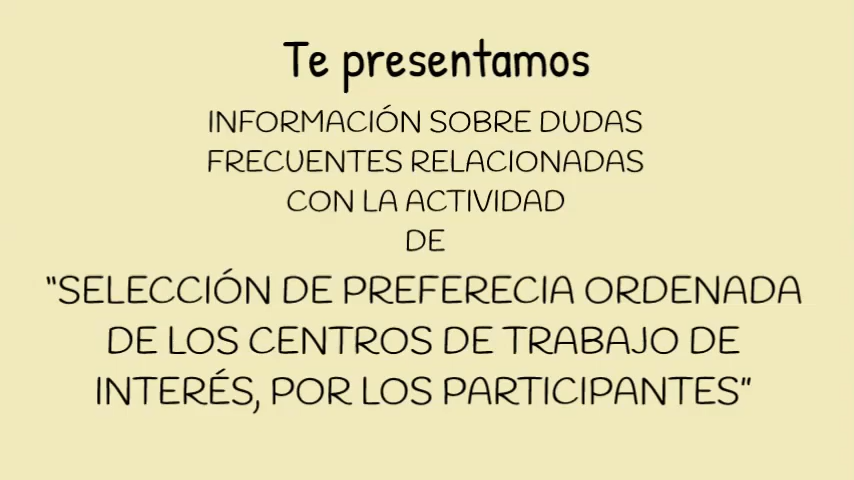 Te presentamos
INFORMACIÓN SOBRE DUDAS
FRECUENTES RELACIONADAS
CON LA ACTIVIDAD
DE
“SELECCIÓN DE PREFERECIA ORDENADA
DE LOS CENTROS DE TRABAJO DE
INTERÉS, POR LOS PARTICIPANTES”